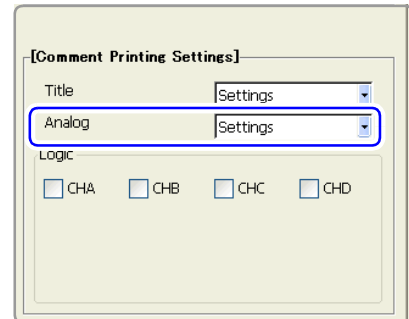 [Comment Printing Settings]
Title Settings
Analog Settings
Logic
CHA CHB CHC CHD